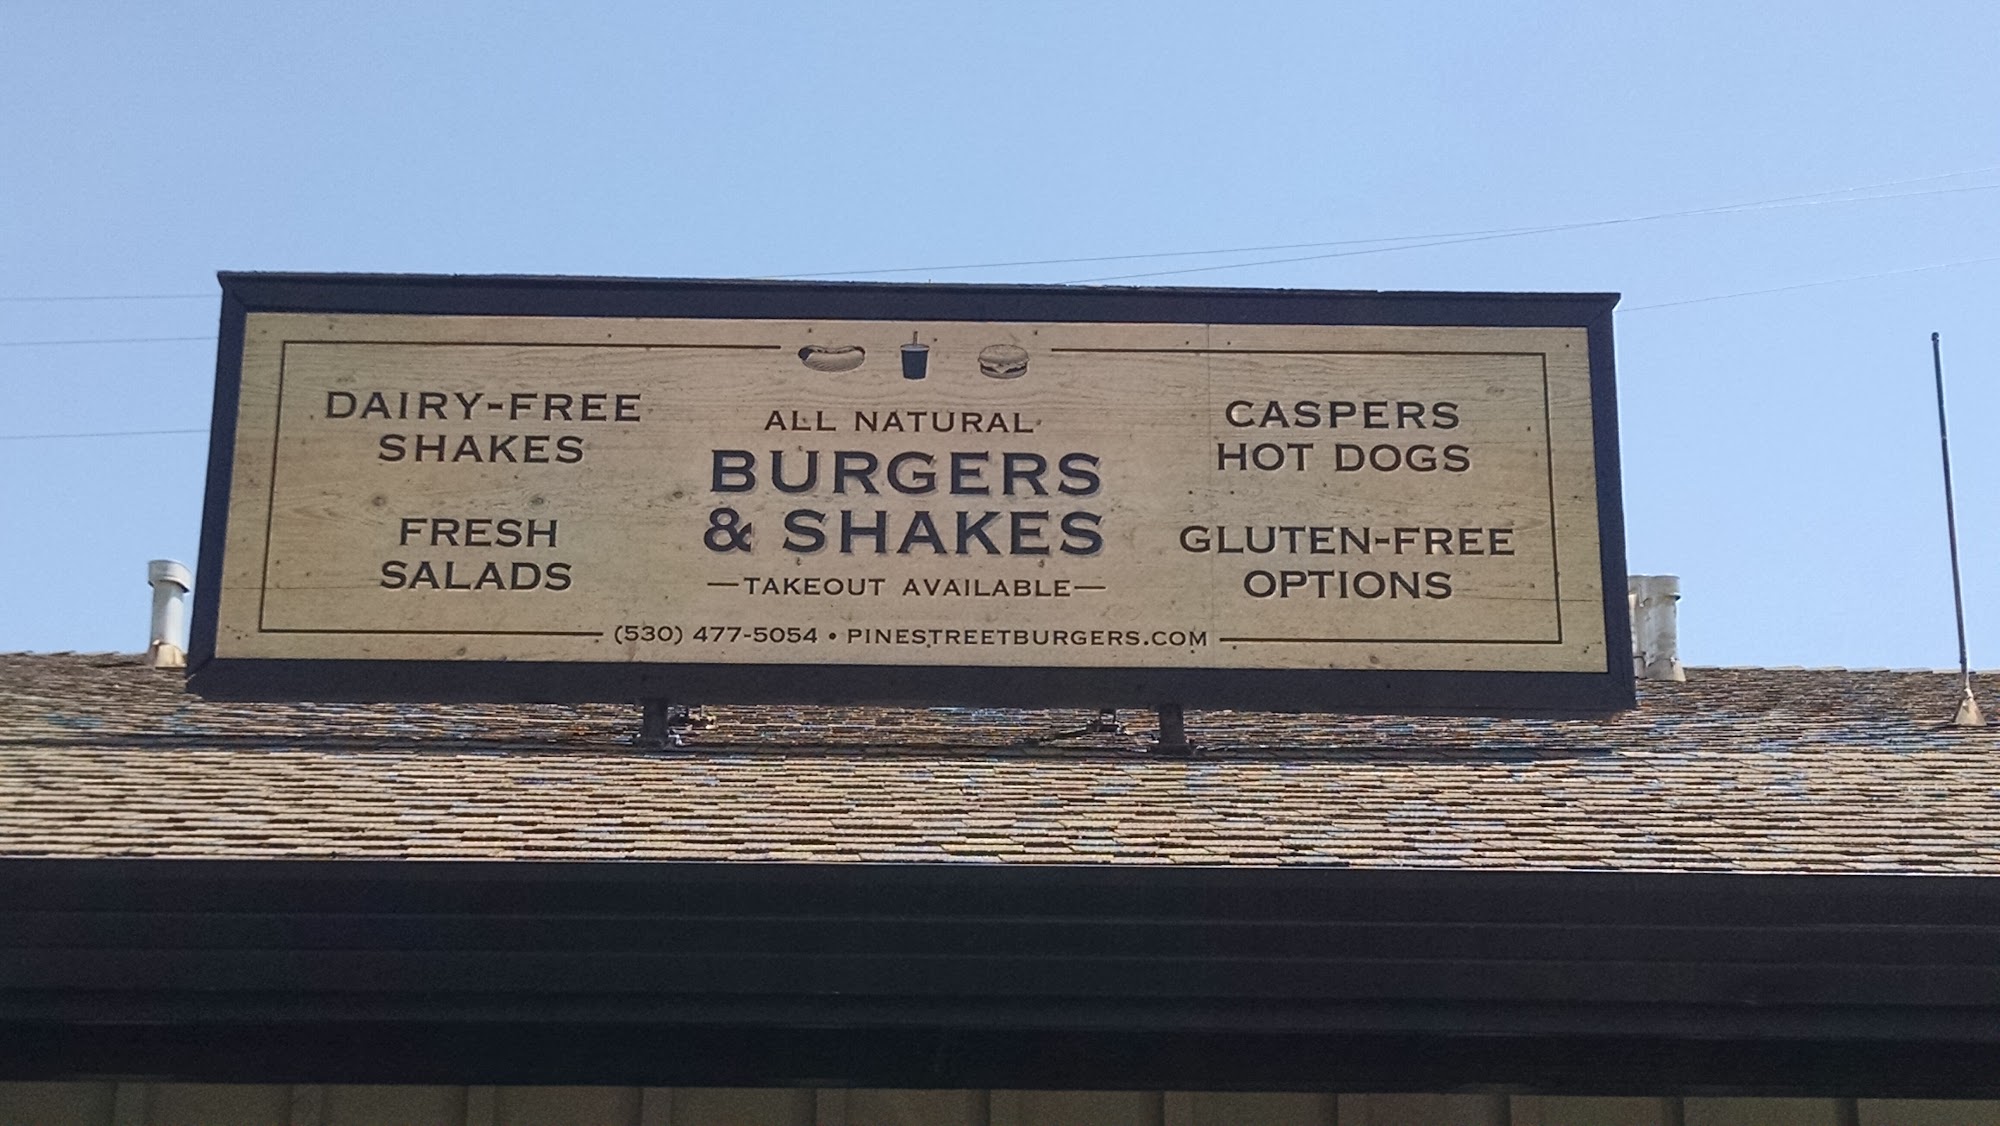 DAIRY-FREE
SHAKES
FRESH
SALADS
ALL NATURAL
BURGERS
& SHAKES
—TAKEOUT AVAILABLE—
CASPERS
HOT DOGS
GLUTEN-FREE
OPTIONS
(530) 477-5054 • PINESTREETBURGERS.COM